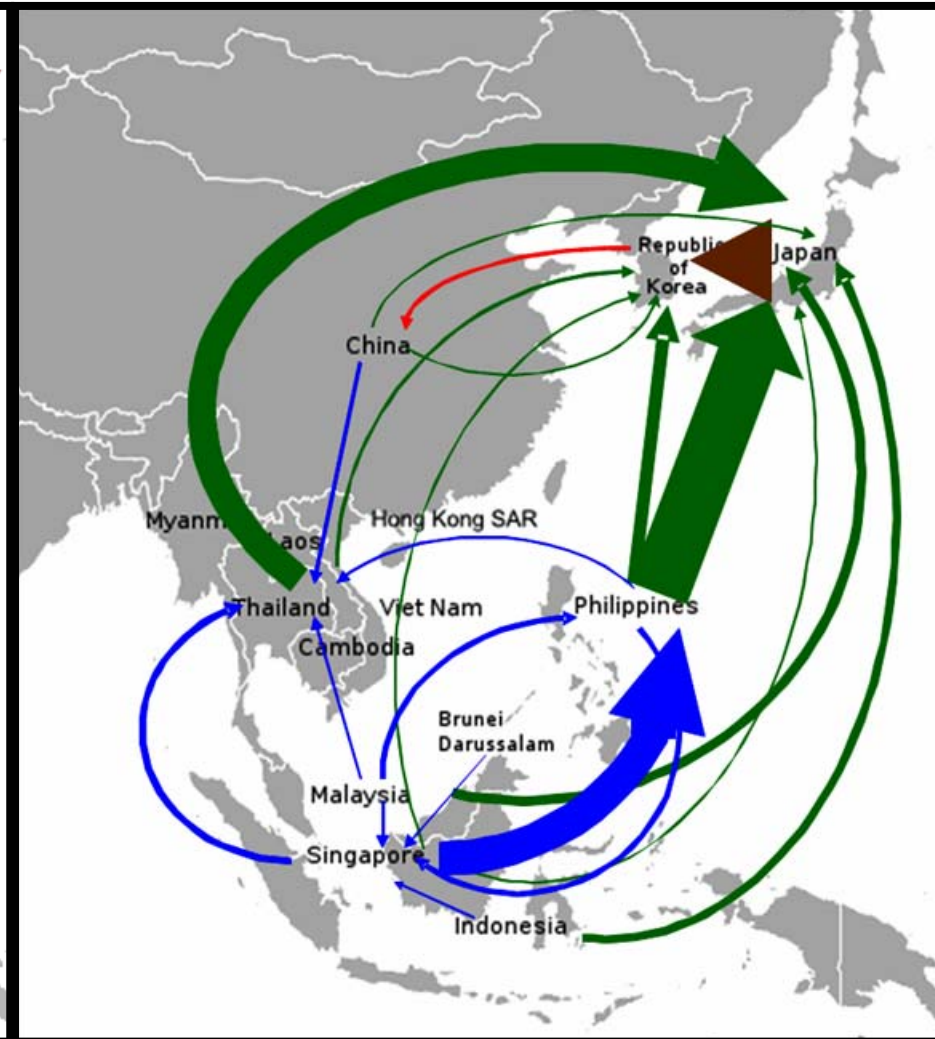 Republic
of
Korea
Japan
China
Hong Kong SAR
Laos
Thailand
Viet Nam
Philippines
Cambodia
Brunei
Darussalam
Malaysia
Singapore
Indonesia